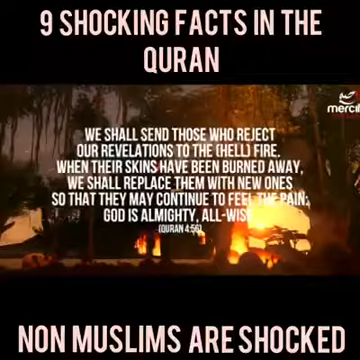 9 SHOCKING FACTS IN THE
QURAN
WE SHALL SEND THOSE WHO REJECT
OUR REVELATIONS TO THE (HELL) FIRE.
WHEN THEIR SKINS HAVE BEEN BURNED AWAY,
WE SHALL REPLACE THEM WITH NEW ONES
SO THAT THEY MAY CONTINUE TO FEEL THE PAIN:
GOD IS ALMIGHTY, ALL-WIS
(QURAN 4:56)
NON MUSLIMS ARE SHOCKED